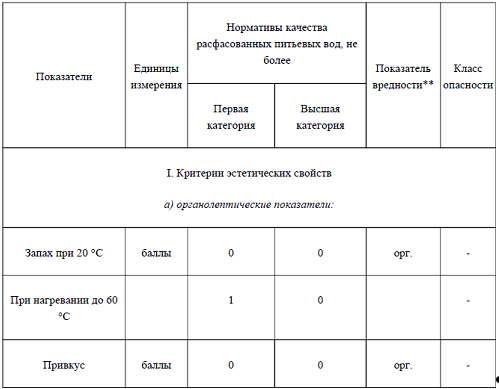 Показатели
Единицы
измерения
Нормативы качества
расфасованных питьевых вод, не
более
Показатель
вредности**
Класс
опасности
Первая
категория
Высшая
категория
I. Критерии эстетических свойств
а) органолептические показатели:
Запах при 20 °С баллы 0 0 орг. -
При нагревании до 60
°С
1 0 -
Привкус баллы 0 0 орг. -